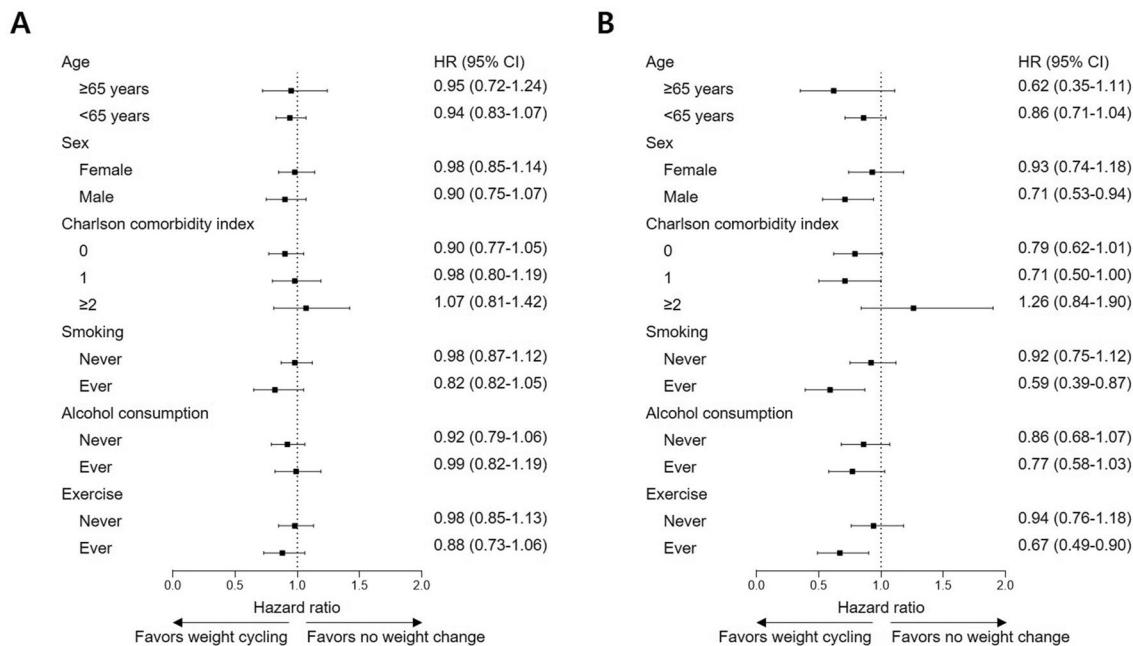 A
Age HR (95% CI)
≥65 years 0.95 (0.72-1.24)
<65 years 0.94 (0.83-1.07)
Sex
Female 0.98 (0.85-1.14)
Male 0.90 (0.75-1.07)
Charlson comorbidity index
0 0.90 (0.77-1.05)
1 0.98 (0.80-1.19)
≥2 1.07 (0.81-1.42)
Smoking
Never 0.98 (0.87-1.12)
Ever 0.82 (0.82-1.05)
Alcohol consumption
Never 0.92 (0.79-1.06)
Ever 0.99 (0.82-1.19)
Exercise
Never 0.98 (0.85-1.13)
Ever 0.88 (0.73-1.06)
0.0 0.5 1.0 1.5 2.0
Hazard ratio
Favors weight cycling Favors no weight change
B
Age HR (95% CI)
≥65 years 0.62 (0.35-1.11)
<65 years 0.86 (0.71-1.04)
Sex
Female 0.93 (0.74-1.18)
Male 0.71 (0.53-0.94)
Charlson comorbidity index
0 0.79 (0.62-1.01)
1 0.71 (0.50-1.00)
≥2 1.26 (0.84-1.90)
Smoking
Never 0.92 (0.75-1.12)
Ever 0.59 (0.39-0.87)
Alcohol consumption
Never 0.86 (0.68-1.07)
Ever 0.77 (0.58-1.03)
Exercise
Never 0.94 (0.76-1.18)
Ever 0.67 (0.49-0.90)
0.0 0.5 1.0 1.5 2.0
Hazard ratio
Favors weight cycling Favors no weight change